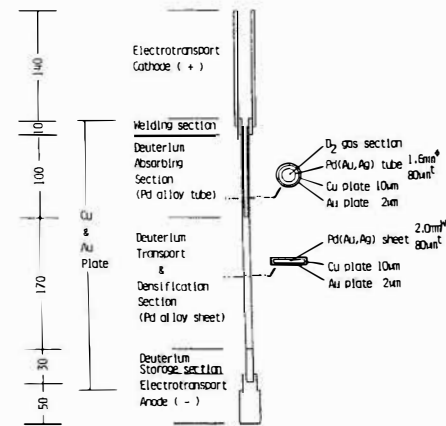 140
10
100
170
30
50
Cu
&
Au
Plate
Electrotransport
Cathode ( + )
Welding section
Deuterium
Absorbing
Section
(Pd alloy tube)
Deuterium
Transport
&
Densification
Section
(Pd alloy sheet)
Deuterium
Storage section
Electrotransport
Anode ( - )
D2 gas section
Pd(Au,Ag) tube 1.6mmφ
80umt
Cu plate 10um
Au plate 2um
2.0mmw
Pd(Au,Ag) sheet 80umt
Cu plate 10um
Au plate 2um